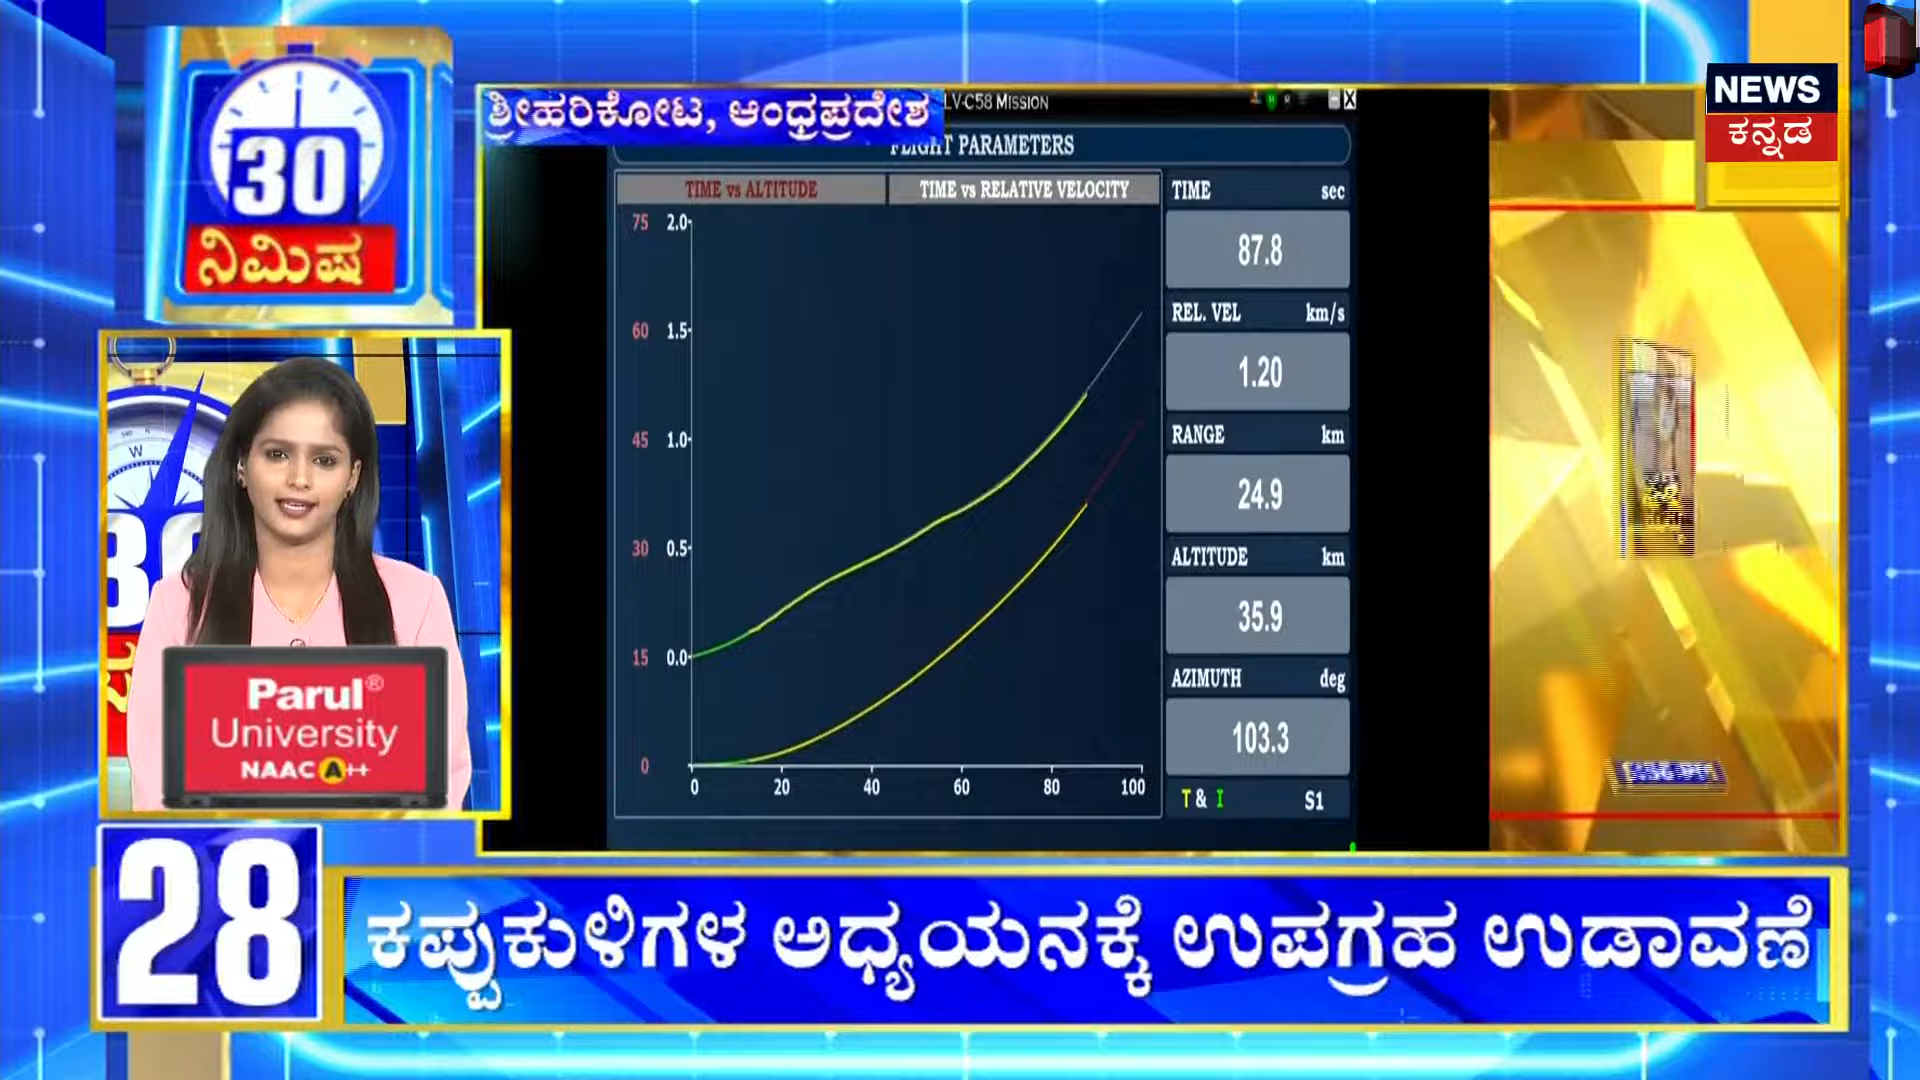 30
ನಿಮಿಷ
ಶ್ರೀಹರಿಕೋಟ, ಆಂಧ್ರಪ್ರದೇಶ
LV-C58 MISSION
X
NEWS
ಕನ್ನಡ
FLIGHT PARAMETERS
TIME vs ALTITUDE
TIME vs RELATIVE VELOCITY
75 2.0
60 1.5
45 1.0
30 0.5
15 0.0
0
0 20 40 60 80 100
TIME sec
87.8
REL. VEL km/s
1.20
RANGE km
24.9
ALTITUDE km
35.9
AZIMUTH deg
103.3
T & I S1
W
Parul®
University
NAAC A++
28
ಕಪ್ಪುಕುಳಿಗಳ ಅಧ್ಯಯನಕ್ಕೆ ಉಪಗ್ರಹ ಉಡಾವಣೆ